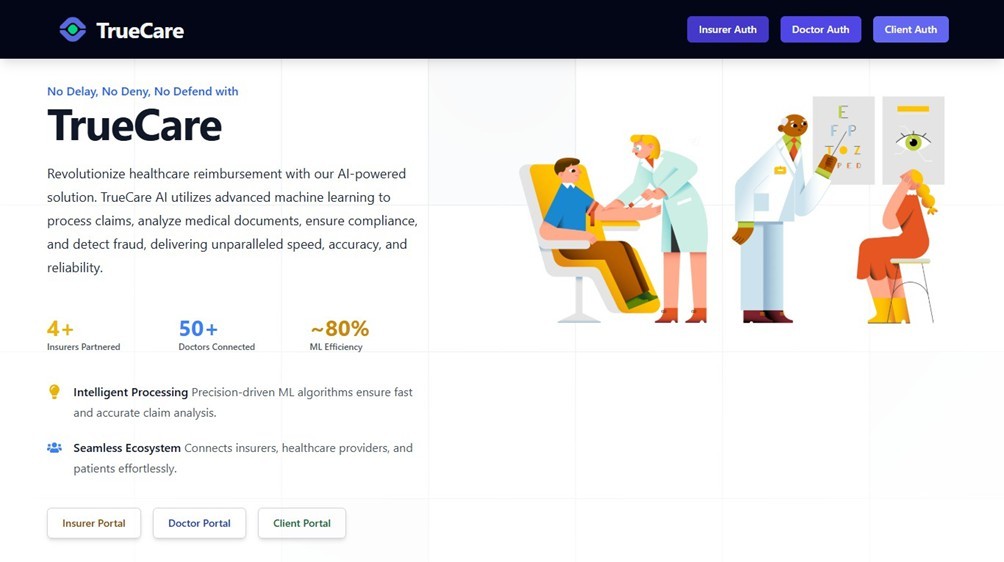 TrueCare
Insurer Auth
Doctor Auth
Client Auth
No Delay, No Deny, No Defend with
TrueCare
Revolutionize healthcare reimbursement with our AI-powered
solution. TrueCare AI utilizes advanced machine learning to
process claims, analyze medical documents, ensure compliance,
and detect fraud, delivering unparalleled speed, accuracy, and
reliability.
E
F P
T O Z
P E D
4+
50+
~80%
Insurers Partnered
Doctors Connected
ML Efficiency
Intelligent Processing Precision-driven ML algorithms ensure fast
and accurate claim analysis.
Seamless Ecosystem Connects insurers, healthcare providers, and
patients effortlessly.
Insurer Portal
Doctor Portal
Client Portal